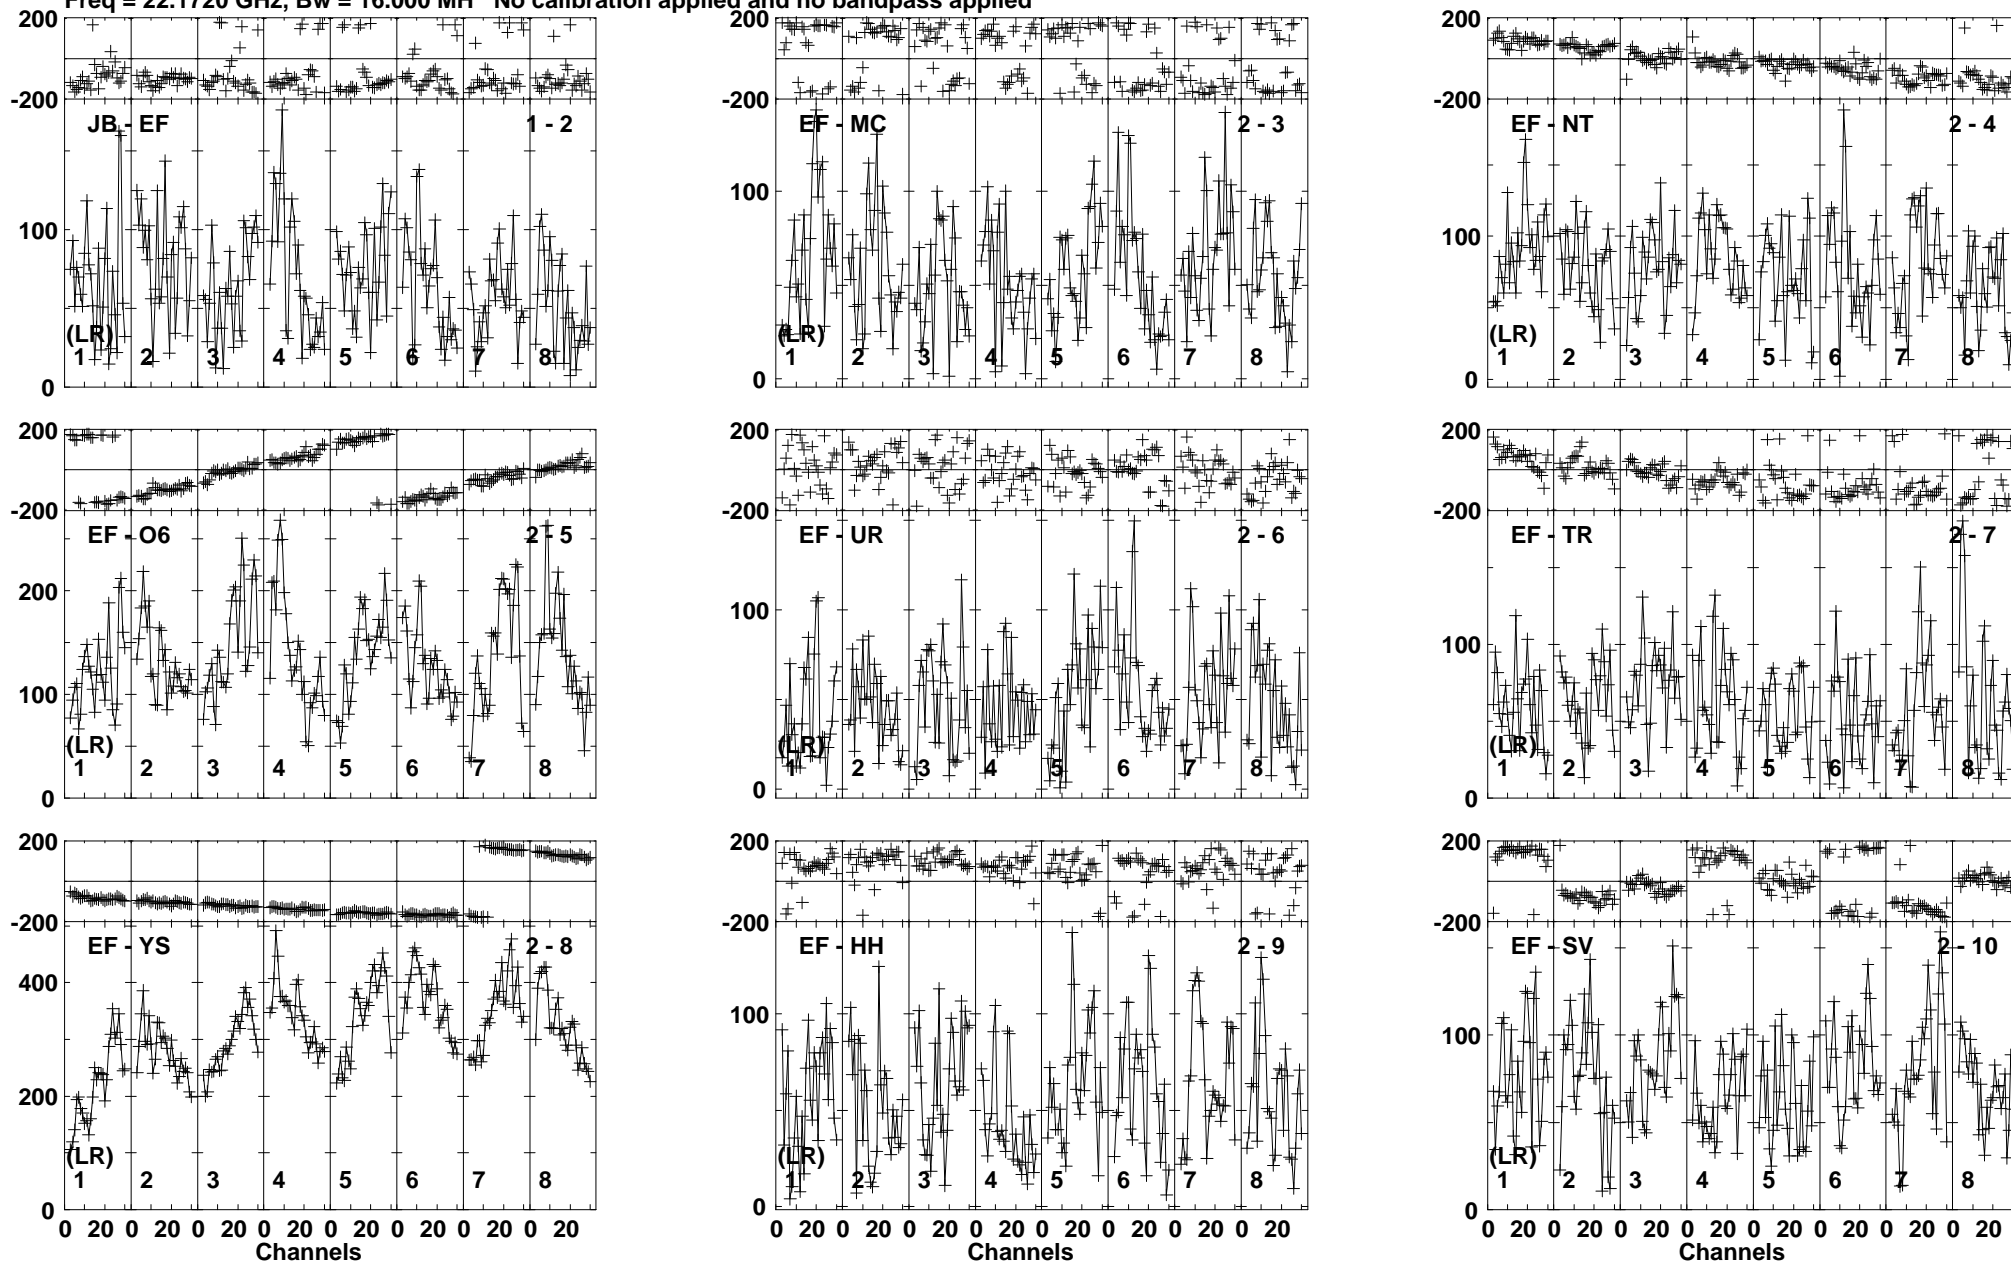 Freq = 22.1720 GHz, Bw = 16.000 MH   No calibration applied and no bandpass applied
200
-200
JB - EF 1 - 2
100
(LR)
1 2 3 4 5 6 7 8
0
200
-200
EF - MC 2 - 3
100
(LR)
1 2 3 4 5 6 7 8
0
200
-200
EF - NT 2 - 4
100
(LR)
1 2 3 4 5 6 7 8
0
200
-200
EF - O6 2 - 5
200
100
(LR)
1 2 3 4 5 6 7 8
0
200
-200
EF - UR 2 - 6
100
(LR)
1 2 3 4 5 6 7 8
0
200
-200
EF - TR 2 - 7
100
(LR)
1 2 3 4 5 6 7 8
0
200
-200
EF - YS 2 - 8
400
200
(LR)
1 2 3 4 5 6 7 8
0
0 20 0 20 0 20 0 20 0 20 0 20 0 20 0 20
Channels
200
-200
EF - HH 2 - 9
100
(LR)
1 2 3 4 5 6 7 8
0
0 20 0 20 0 20 0 20 0 20 0 20 0 20 0 20
Channels
200
-200
EF - SV 2 - 10
100
(LR)
1 2 3 4 5 6 7 8
0
0 20 0 20 0 20 0 20 0 20 0 20 0 20 0 20
Channels